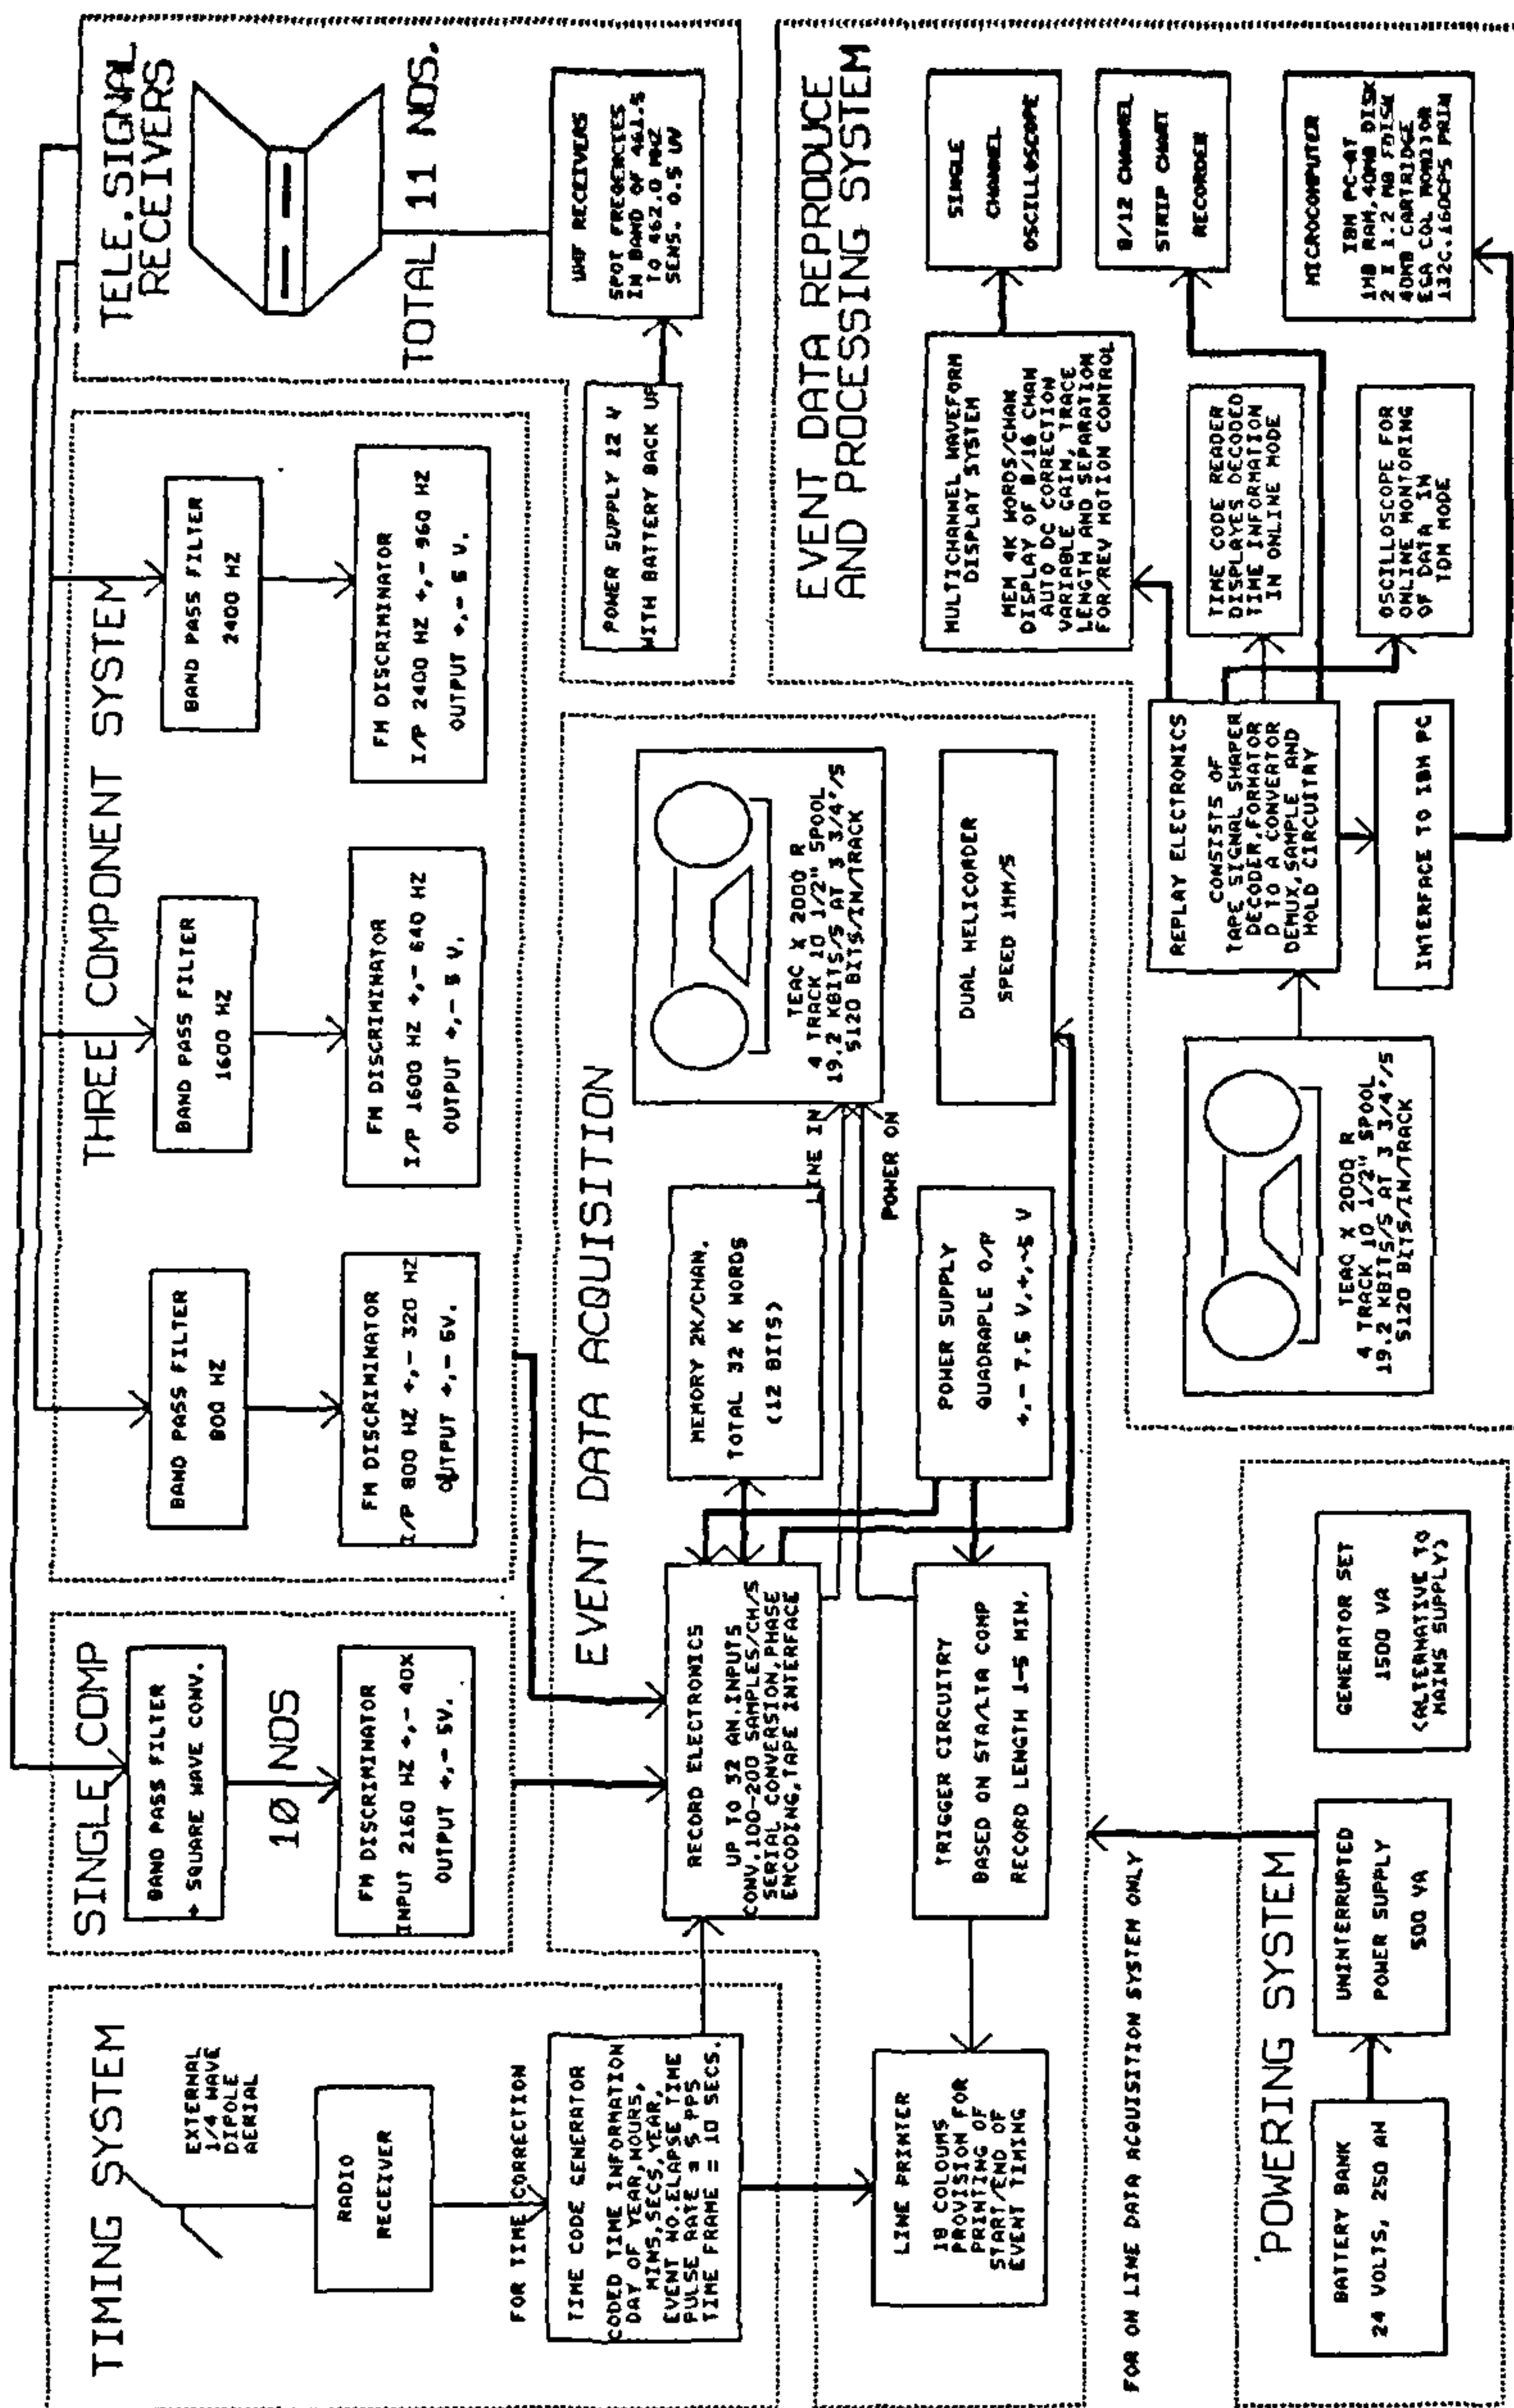 TIMING SYSTEM
EXTERNAL
1/4 WAVE
DIPOLE
AERIAL
RADIO
RECEIVER
FOR TIME CORRECTION
TIME CODE GENERATOR
CODED TIME INFORMATION
DAY OF YEAR,HOURS,
MINS,SECS,YEAR,
EVENT NO.ELAPSE TIME
PULSE RATE = 5 PPS
TIME FRAME = 10 SECS.
LINE PRINTER
18 COLOUMS
PROVISION FOR
PRINTING OF
START/END OF
EVENT TIMING
SINGLE COMP
BAND PASS FILTER
+ SQUARE WAVE CONV.
10 NOS
FM DISCRIMINATOR
INPUT 2160 HZ +,- 40%
OUTPUT +,- 5V.
THREE COMPONENT SYSTEM
BAND PASS FILTER
800 HZ
FM DISCRIMINATOR
I/P 800 HZ +,- 320 HZ
OUTPUT +,- 5V.
BAND PASS FILTER
1600 HZ
FM DISCRIMINATOR
I/P 1600 HZ +,- 640 HZ
OUTPUT +,- 5 V.
BAND PASS FILTER
2400 HZ
FM DISCRIMINATOR
I/P 2400 HZ +,- 960 HZ
OUTPUT +,- 5 V.
TELE.SIGNAL
RECEIVERS
TOTAL 11 NOS.
UHF RECEIVERS
SPOT FREQENCIES
IN BAND OF 461.5
TO 462.0 MHZ
SENS. 0.5 UV
POWER SUPPLY 12 V
WITH BATTERY BACK UP
EVENT DATA ACQUISITION
RECORD ELECTRONICS
UP TO 32 AN.INPUTS
CONV.100-200 SAMPLES/CH/S
SERIAL CONVERSION,PHASE
ENCODING,TAPE INTERFACE
MEMORY 2K/CHAN.
TOTAL 32 K WORDS
(12 BITS)
LINE IN
POWER ON
TEAC X 2000 R
4 TRACK 10 1/2" SPOOL
19.2 KBITS/S AT 3 3/4"/S
5120 BITS/IN/TRACK
TRIGGER CIRCUITRY
BASED ON STA/LTA COMP
RECORD LENGTH 1-5 MIN.
POWER SUPPLY
QUADRAPLE O/P
+,- 7.5 V,+,-5 V
DUAL HELICORDER
SPEED 1MM/S
FOR ON LINE DATA ACQUISITION SYSTEM ONLY
POWERING SYSTEM
BATTERY BANK
24 VOLTS, 250 AH
UNINTERRUPTED
POWER SUPPLY
500 VA
GENERATOR SET
1500 VA
(ALTERNATIVE TO
MAINS SUPPLY)
EVENT DATA REPRODUCE
AND PROCESSING SYSTEM
MULTICHANNEL WAVEFORM
DISPLAY SYSTEM
MEM 4K WORDS/CHAN
DISPLAY OF 8/16 CHAN
AUTO DC CORRECTION
VARIABLE GAIN, TRACE
LENGTH AND SEPARATION
FOR/REV MOTION CONTROL
SINGLE
CHANNEL
OSCILLOSCOPE
8/12 CHANNEL
STRIP CHART
RECORDER
TIME CODE READER
DISPLAYES DECODED
TIME INFORMATION
IN ONLINE MODE
OSCILLOSCOPE FOR
ONLINE MONTORING
OF DATA IN
TDM MODE
MICROCOMPUTER
IBM PC-AT
1MB RAM,40MB DISK
2 X 1.2 MB FDISK
40MB CARTRIDGE
EGA COL MONITOR
132C.160CPS PRIN
REPLAY ELECTRONICS
CONSISTS OF
TAPE SIGNAL SHAPER
DECODER,FORMATOR
D TO A CONVERTOR
DEMUX,SAMPLE AND
HOLD CIRCUITRY
INTERFACE TO IBM PC
TEAC X 2000 R
4 TRACK 10 1/2" SPOOL
19.2 KBITS/S AT 3 3/4"/S
5120 BITS/IN/TRACK